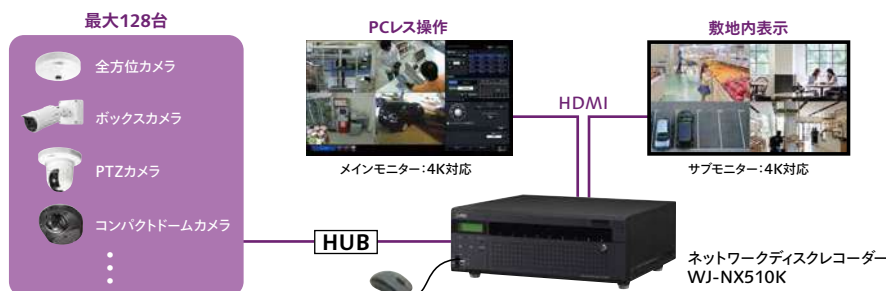 最大128台
全方位カメラ
ボックスカメラ
PTZカメラ
コンパクトドームカメラ
PCレス操作
メインモニター:4K対応
HDMI
敷地内表示
サブモニター:4K対応
HUB
ネットワークディスクレコーダー
WJ-NX510K